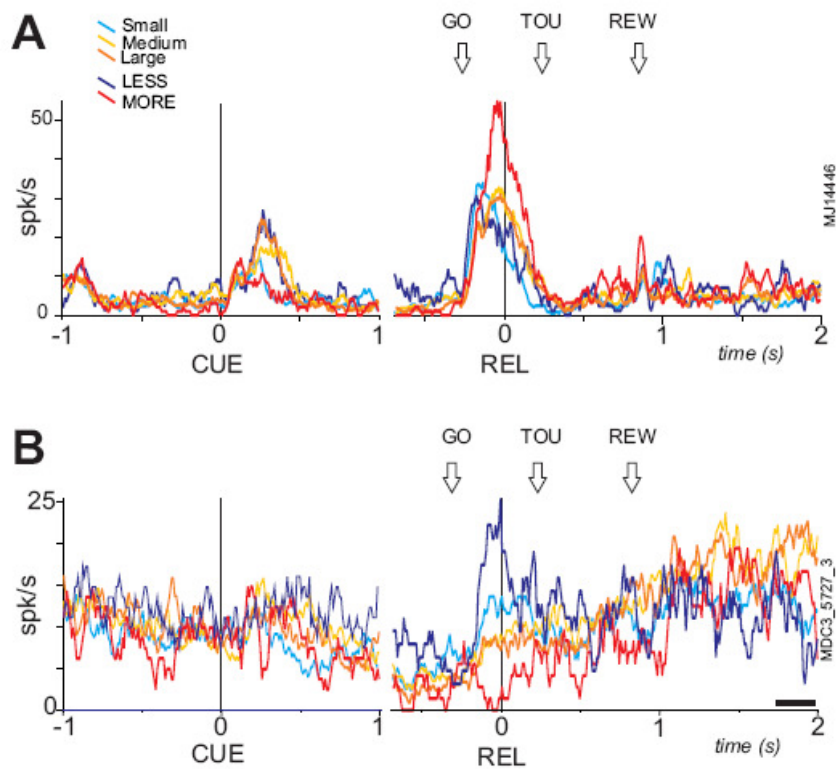 A
Small
Medium
Large
LESS
MORE
GO TOU REW
50
spk/s
0
-1 0 1 0 1 2
CUE REL time (s)
MJ14446
B
GO TOU REW
25
spk/s
0
-1 0 1 0 1 2
CUE REL time (s)
MDC3_5727_3